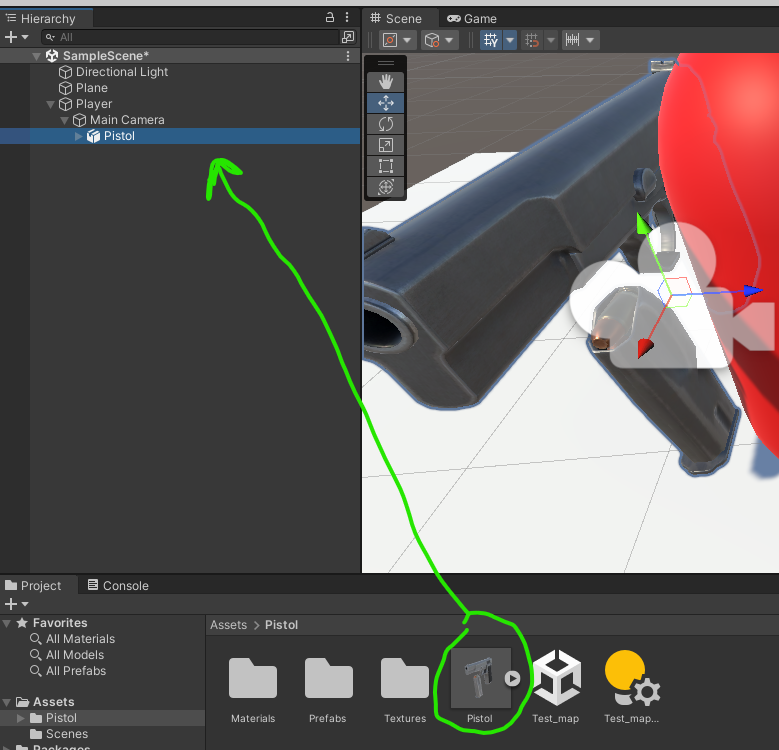 Hierarchy
Scene
Game
All
SampleScene*
Directional Light
Plane
Player
Main Camera
Pistol
Project
Console
Favorites
All Materials
All Models
All Prefabs
Assets
Pistol
Scenes
Packages
Assets > Pistol
Materials
Prefabs
Textures
Pistol
Test_map
Test_map...